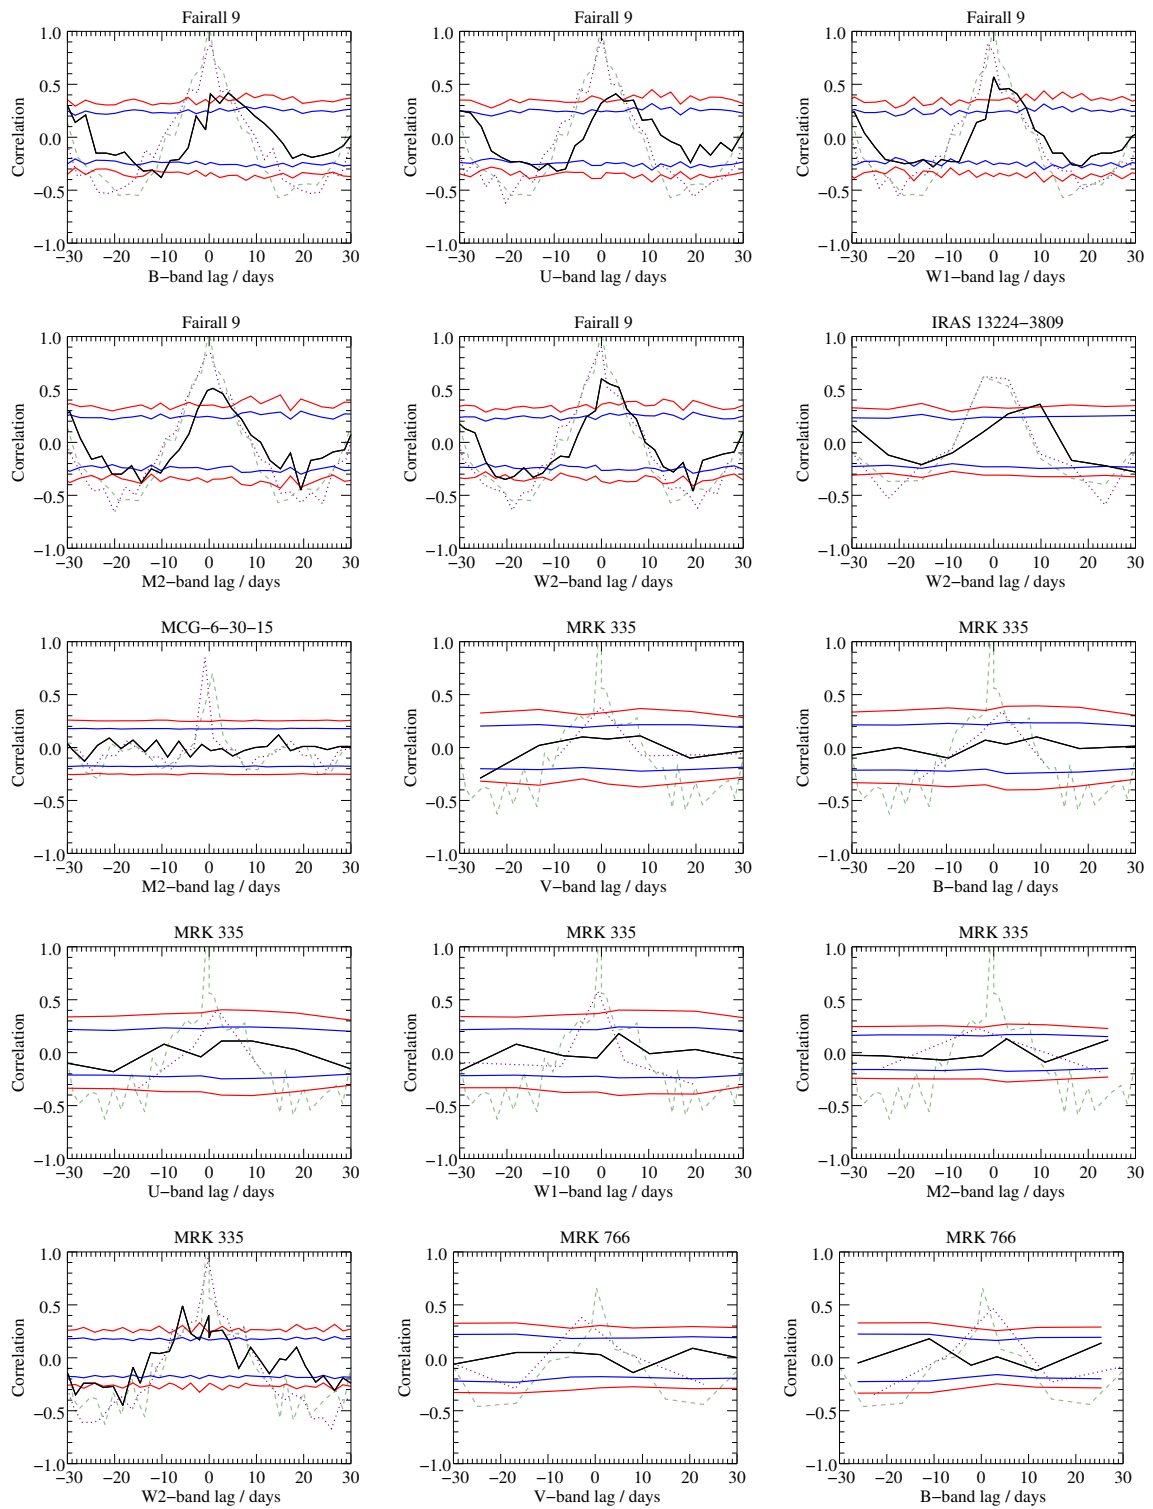 Fairall 9
Correlation
1.0
0.5
0.0
−0.5
−1.0
−30 −20 −10 0 10 20 30
B−band lag / days
Fairall 9
Correlation
1.0
0.5
0.0
−0.5
−1.0
−30 −20 −10 0 10 20 30
U−band lag / days
Fairall 9
Correlation
1.0
0.5
0.0
−0.5
−1.0
−30 −20 −10 0 10 20 30
W1−band lag / days
Fairall 9
Correlation
1.0
0.5
0.0
−0.5
−1.0
−30 −20 −10 0 10 20 30
M2−band lag / days
Fairall 9
Correlation
1.0
0.5
0.0
−0.5
−1.0
−30 −20 −10 0 10 20 30
W2−band lag / days
IRAS 13224−3809
Correlation
1.0
0.5
0.0
−0.5
−1.0
−30 −20 −10 0 10 20 30
W2−band lag / days
MCG−6−30−15
Correlation
1.0
0.5
0.0
−0.5
−1.0
−30 −20 −10 0 10 20 30
M2−band lag / days
MRK 335
Correlation
1.0
0.5
0.0
−0.5
−1.0
−30 −20 −10 0 10 20 30
V−band lag / days
MRK 335
Correlation
1.0
0.5
0.0
−0.5
−1.0
−30 −20 −10 0 10 20 30
B−band lag / days
MRK 335
Correlation
1.0
0.5
0.0
−0.5
−1.0
−30 −20 −10 0 10 20 30
U−band lag / days
MRK 335
Correlation
1.0
0.5
0.0
−0.5
−1.0
−30 −20 −10 0 10 20 30
W1−band lag / days
MRK 335
Correlation
1.0
0.5
0.0
−0.5
−1.0
−30 −20 −10 0 10 20 30
M2−band lag / days
MRK 335
Correlation
1.0
0.5
0.0
−0.5
−1.0
−30 −20 −10 0 10 20 30
W2−band lag / days
MRK 766
Correlation
1.0
0.5
0.0
−0.5
−1.0
−30 −20 −10 0 10 20 30
V−band lag / days
MRK 766
Correlation
1.0
0.5
0.0
−0.5
−1.0
−30 −20 −10 0 10 20 30
B−band lag / days